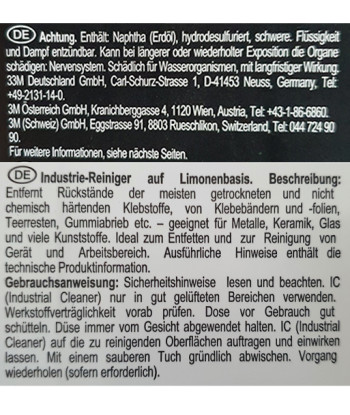 DE Achtung. Enthält: Naphtha (Erdöl), hydrodesulfuriert, schwere. Flüssigkeit
und Dampf entzündbar. Kann bei längerer oder wiederholter Exposition die Organe
schädigen: Nervensystem. Schädlich für Wasserorganismen, mit langfristiger Wirkung.
33M Deutschland GmbH, Carl-Schurz-Strasse 1, D-41453 Neuss, Germany, Tel:
+49-2131-14-0.
3M Österreich GmbH, Kranichberggasse 4, 1120 Wien, Austria, Tel: +43-1-86-6860.
3M (Schweiz) GmbH, Eggstrasse 91, 8803 Rueschlikon, Switzerland, Tel: 044 724 90
90.
Für weitere Informationen, siehe nächste Seiten.
DE Industrie-Reiniger auf Limonenbasis. Beschreibung:
Entfernt Rückstände der meisten getrockneten und nicht
chemisch härtenden Klebstoffe, von Klebebändern und -folien,
Teerresten, Gummiabrieb etc. – geeignet für Metalle, Keramik, Glas
und viele Kunststoffe. Ideal zum Entfetten und zur Reinigung von
Gerät und Arbeitsbereich. Ausführliche Hinweise enthält die
technische Produktinformation.
Gebrauchsanweisung: Sicherheitshinweise lesen und beachten. IC
(Industrial Cleaner) nur in gut gelüfteten Bereichen verwenden.
Werkstoffverträglichkeit vorab prüfen. Dose vor Gebrauch gut
schütteln. Düse immer vom Gesicht abgewendet halten. IC (Industrial
Cleaner) auf die zu reinigenden Oberflächen auftragen und einwirken
lassen. Mit einem sauberen Tuch gründlich abwischen. Vorgang
wiederholen (sofern erforderlich).